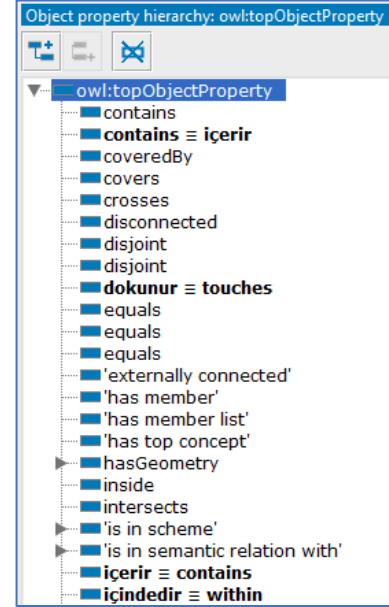 Object property hierarchy: owl:topObjectProperty
owl:topObjectProperty
contains
contains ≡ içerir
coveredBy
covers
crosses
disconnected
disjoint
disjoint
dokunur ≡ touches
equals
equals
equals
'externally connected'
'has member'
'has member list'
'has top concept'
hasGeometry
inside
intersects
'is in scheme'
'is in semantic relation with'
içerir ≡ contains
içindedir ≡ within